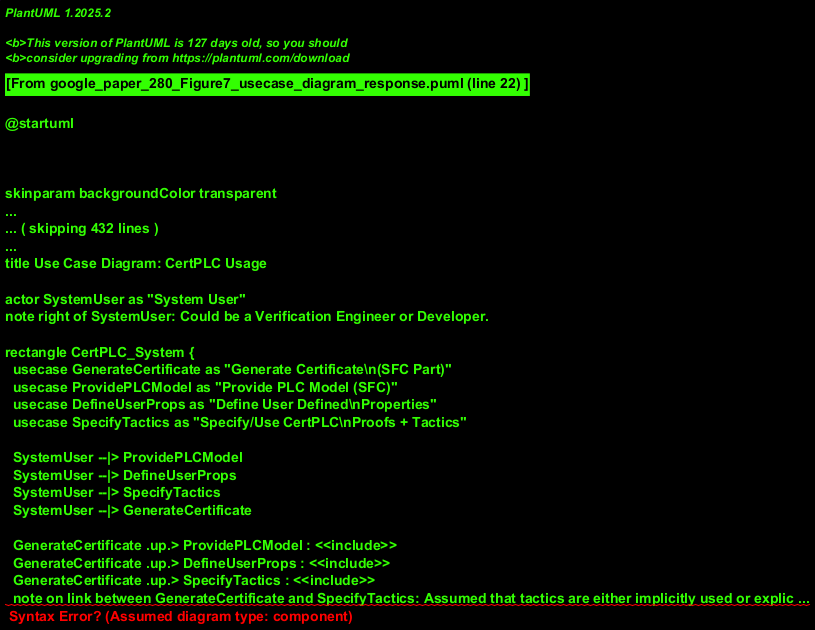 PlantUML 1.2025.2
<b>This version of PlantUML is 127 days old, so you should
<b>consider upgrading from https://plantuml.com/download
[From google_paper_280_Figure7_usecase_diagram_response.puml (line 22) ]
@startuml
skinparam backgroundColor transparent
...
... ( skipping 432 lines )
...
title Use Case Diagram: CertPLC Usage
actor SystemUser as "System User"
note right of SystemUser: Could be a Verification Engineer or Developer.
rectangle CertPLC_System {
usecase GenerateCertificate as "Generate Certificate\n(SFC Part)"
usecase ProvidePLCModel as "Provide PLC Model (SFC)"
usecase DefineUserProps as "Define User Defined\nProperties"
usecase SpecifyTactics as "Specify/Use CertPLC\nProofs + Tactics"
SystemUser --|> ProvidePLCModel
SystemUser --|> DefineUserProps
SystemUser --|> SpecifyTactics
SystemUser --|> GenerateCertificate
GenerateCertificate .up.> ProvidePLCModel : <<include>>
GenerateCertificate .up.> DefineUserProps : <<include>>
GenerateCertificate .up.> SpecifyTactics : <<include>>
note on link between GenerateCertificate and SpecifyTactics: Assumed that tactics are either implicitly used or explic ...
Syntax Error? (Assumed diagram type: component)